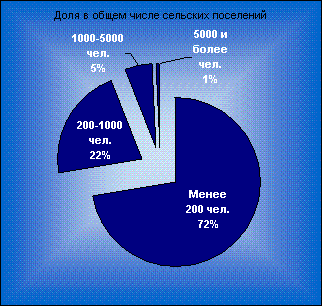 Доля в общем числе сельских поселений
1000-5000
чел.
5%
5000 и
более
чел.
1%
200-1000
чел.
22%
Менее
200 чел.
72%